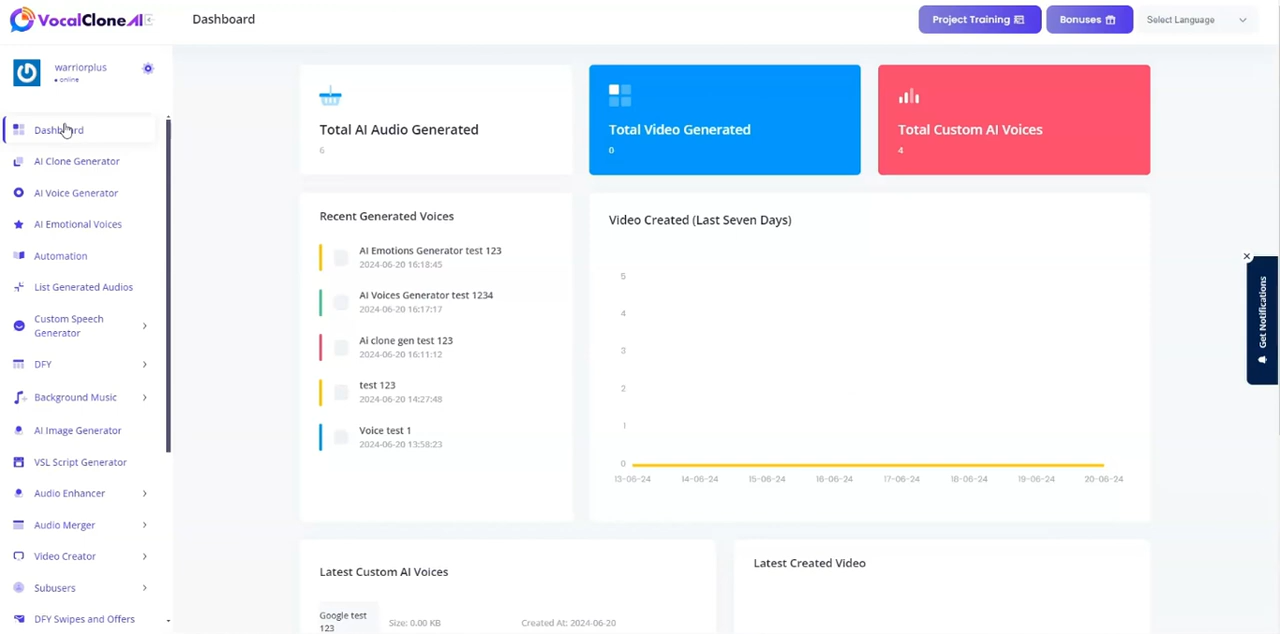 VocalCloneAI
Dashboard
Project Training
Bonuses
Select Language
warriorplus
online
Dashboard
AI Clone Generator
AI Voice Generator
AI Emotional Voices
Automation
List Generated Audios
Custom Speech
Generator
DFY
Background Music
AI Image Generator
VSL Script Generator
Audio Enhancer
Audio Merger
Video Creator
Subusers
DFY Swipes and Offers
Total AI Audio Generated
6
Total Video Generated
0
Total Custom AI Voices
4
Recent Generated Voices
AI Emotions Generator test 123
2024-06-20 16:18:45
AI Voices Generator test 1234
2024-06-20 16:17:17
Ai clone gen test 123
2024-06-20 16:11:12
test 123
2024-06-20 14:27:48
Voice test 1
2024-06-20 13:58:23
Video Created (Last Seven Days)
5
4
3
2
1
0
13-06-24 14-06-24 15-06-24 16-06-24 17-06-24 18-06-24 19-06-24 20-06-24
Latest Custom AI Voices
Google test
123
Size: 0.00 KB
Created At: 2024-06-20
Latest Created Video
Get Notifications